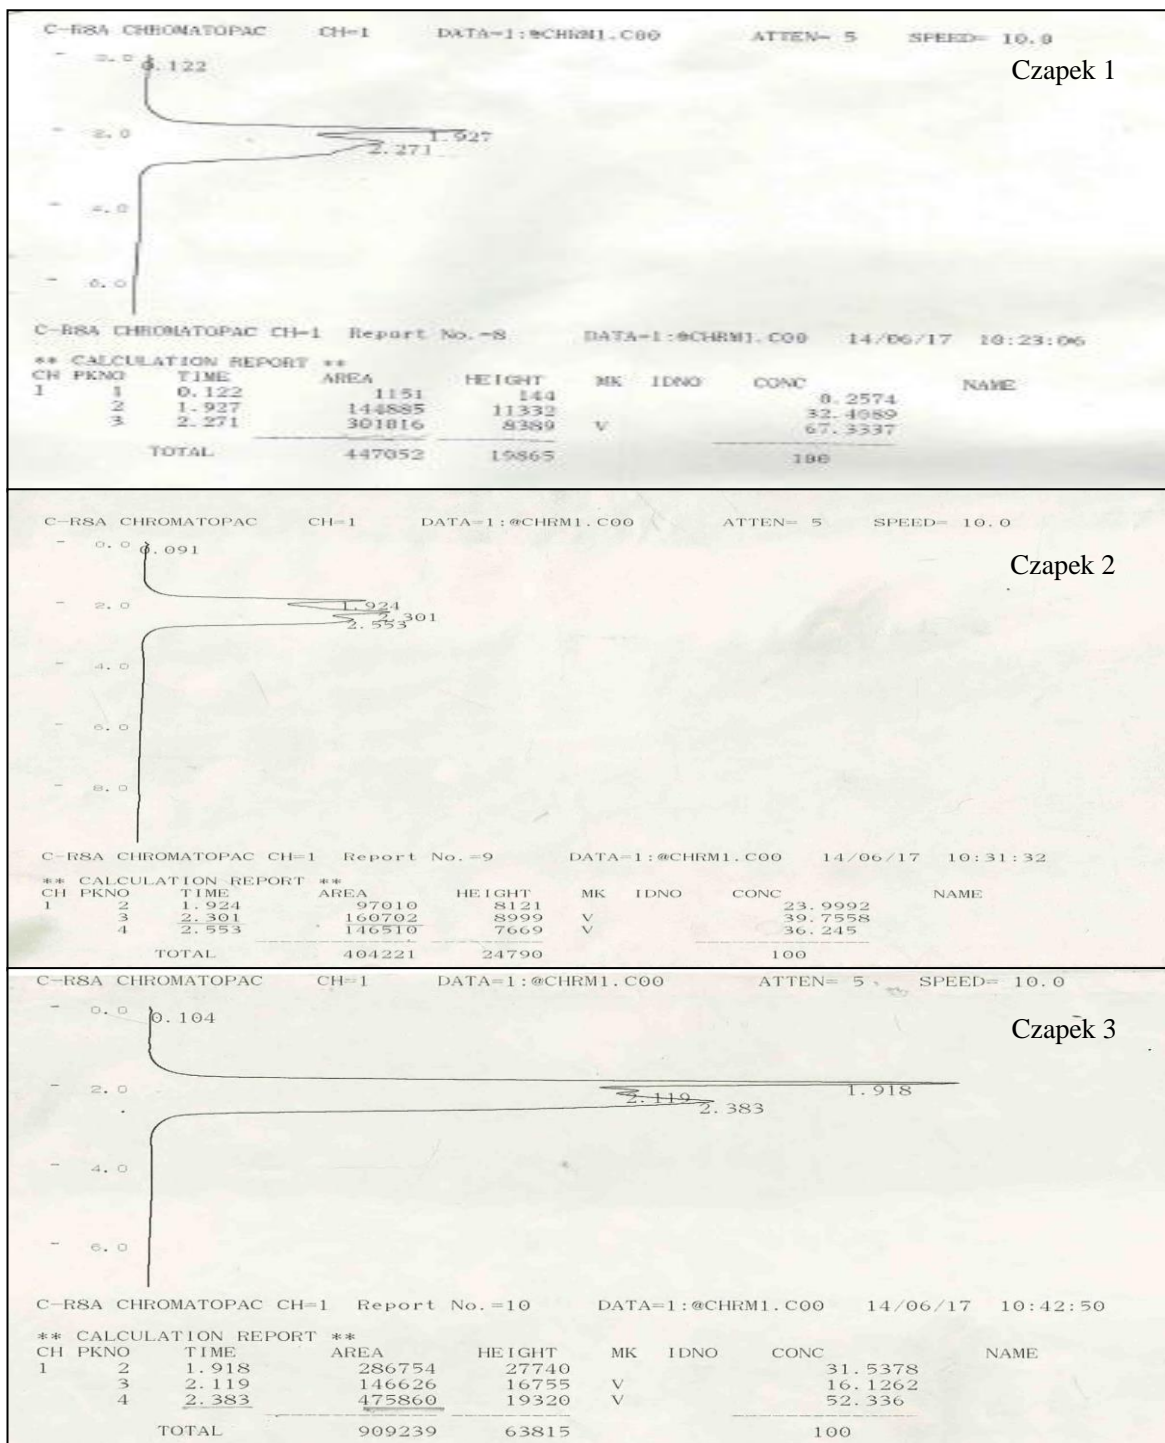 C-R8A CHROMATOPAC CH=1 DATA=1:@CHRM1.C00 ATTEN= 5 SPEED= 10.0
Czapek 1
0.0
0.122
2.0
1.927
2.271
4.0
6.0
C-R8A CHROMATOPAC CH=1 Report No.=8 DATA=1:@CHRM1.C00 14/06/17 10:23:06
** CALCULATION REPORT **
CH PKNO TIME AREA HEIGHT MK IDNO CONC NAME
1 1 0.122 1151 144 0.2574
2 1.927 144885 11332 32.4089
3 2.271 301016 8389 V 67.3337
TOTAL 447052 19865 100
C-R8A CHROMATOPAC CH=1 DATA=1:@CHRM1.C00 ATTEN= 5 SPEED= 10.0
Czapek 2
0.0
0.091
2.0
1.924
2.301
2.553
4.0
6.0
8.0
C-R8A CHROMATOPAC CH=1 Report No.=9 DATA=1:@CHRM1.C00 14/06/17 10:31:32
** CALCULATION REPORT **
CH PKNO TIME AREA HEIGHT MK IDNO CONC NAME
1 2 1.924 97010 8121 23.9992
3 2.301 160702 8999 V 39.7558
4 2.553 146510 7669 V 36.245
TOTAL 404221 24790 100
C-R8A CHROMATOPAC CH=1 DATA=1:@CHRM1.C00 ATTEN= 5 SPEED= 10.0
Czapek 3
0.0
0.104
2.0
1.918
2.119
2.383
4.0
6.0
C-R8A CHROMATOPAC CH=1 Report No.=10 DATA=1:@CHRM1.C00 14/06/17 10:42:50
** CALCULATION REPORT **
CH PKNO TIME AREA HEIGHT MK IDNO CONC NAME
1 2 1.918 286754 27740 31.5378
3 2.119 146626 16755 V 16.1262
4 2.383 475860 19320 V 52.336
TOTAL 909239 63815 100